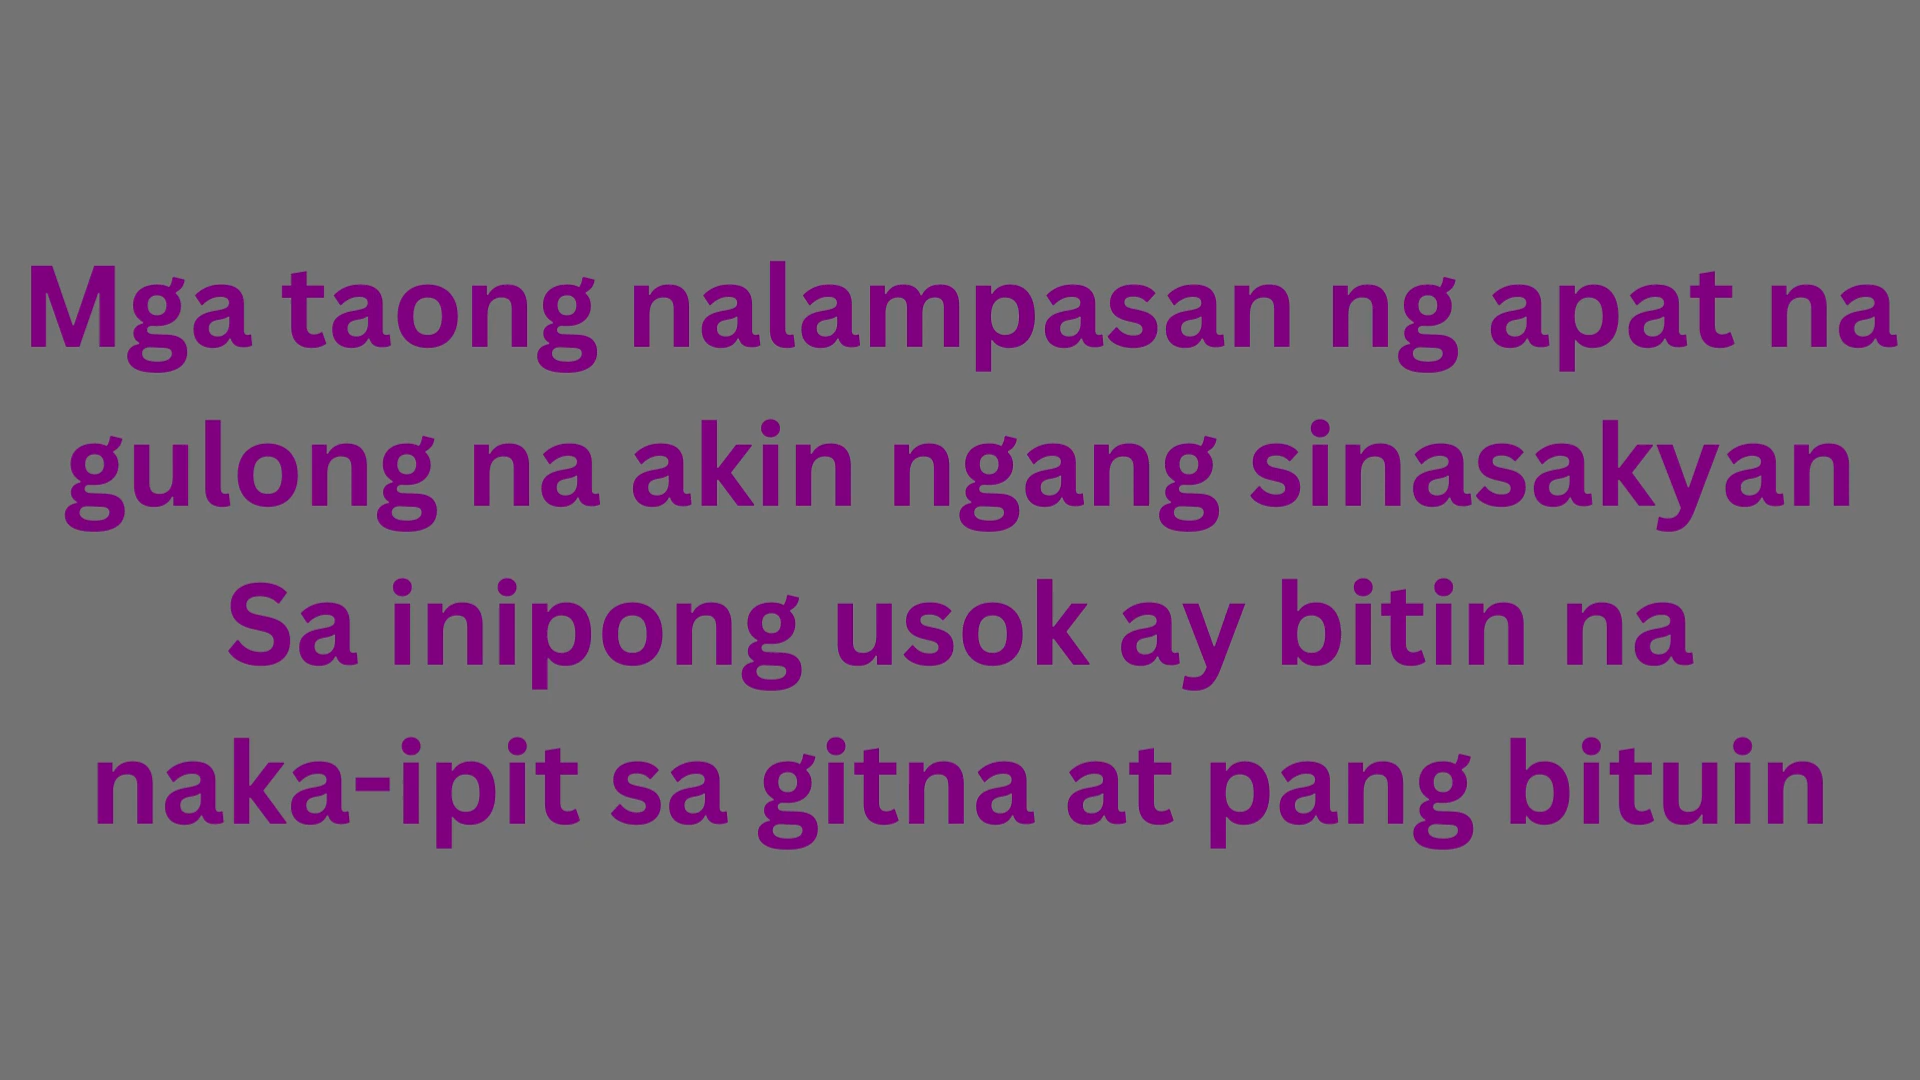 Mga taong nalampasan ng apat na
gulong na akin ngang sinasakyan
Sa inipong usok ay bitin na
naka-ipit sa gitna at pang bituin